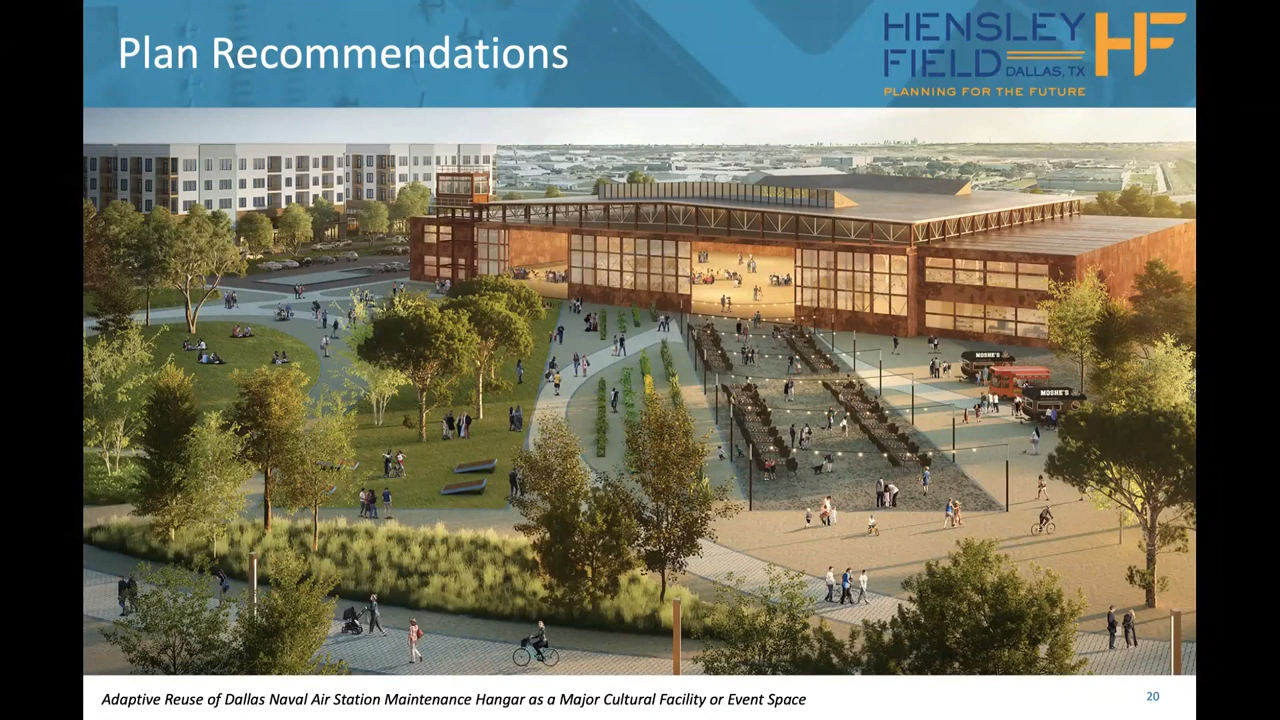 Plan Recommendations
HENSLEY
FIELD DALLAS, TX
HF
PLANNING FOR THE FUTURE
MOSHE'S
MOSHE'S
Adaptive Reuse of Dallas Naval Air Station Maintenance Hangar as a Major Cultural Facility or Event Space
20